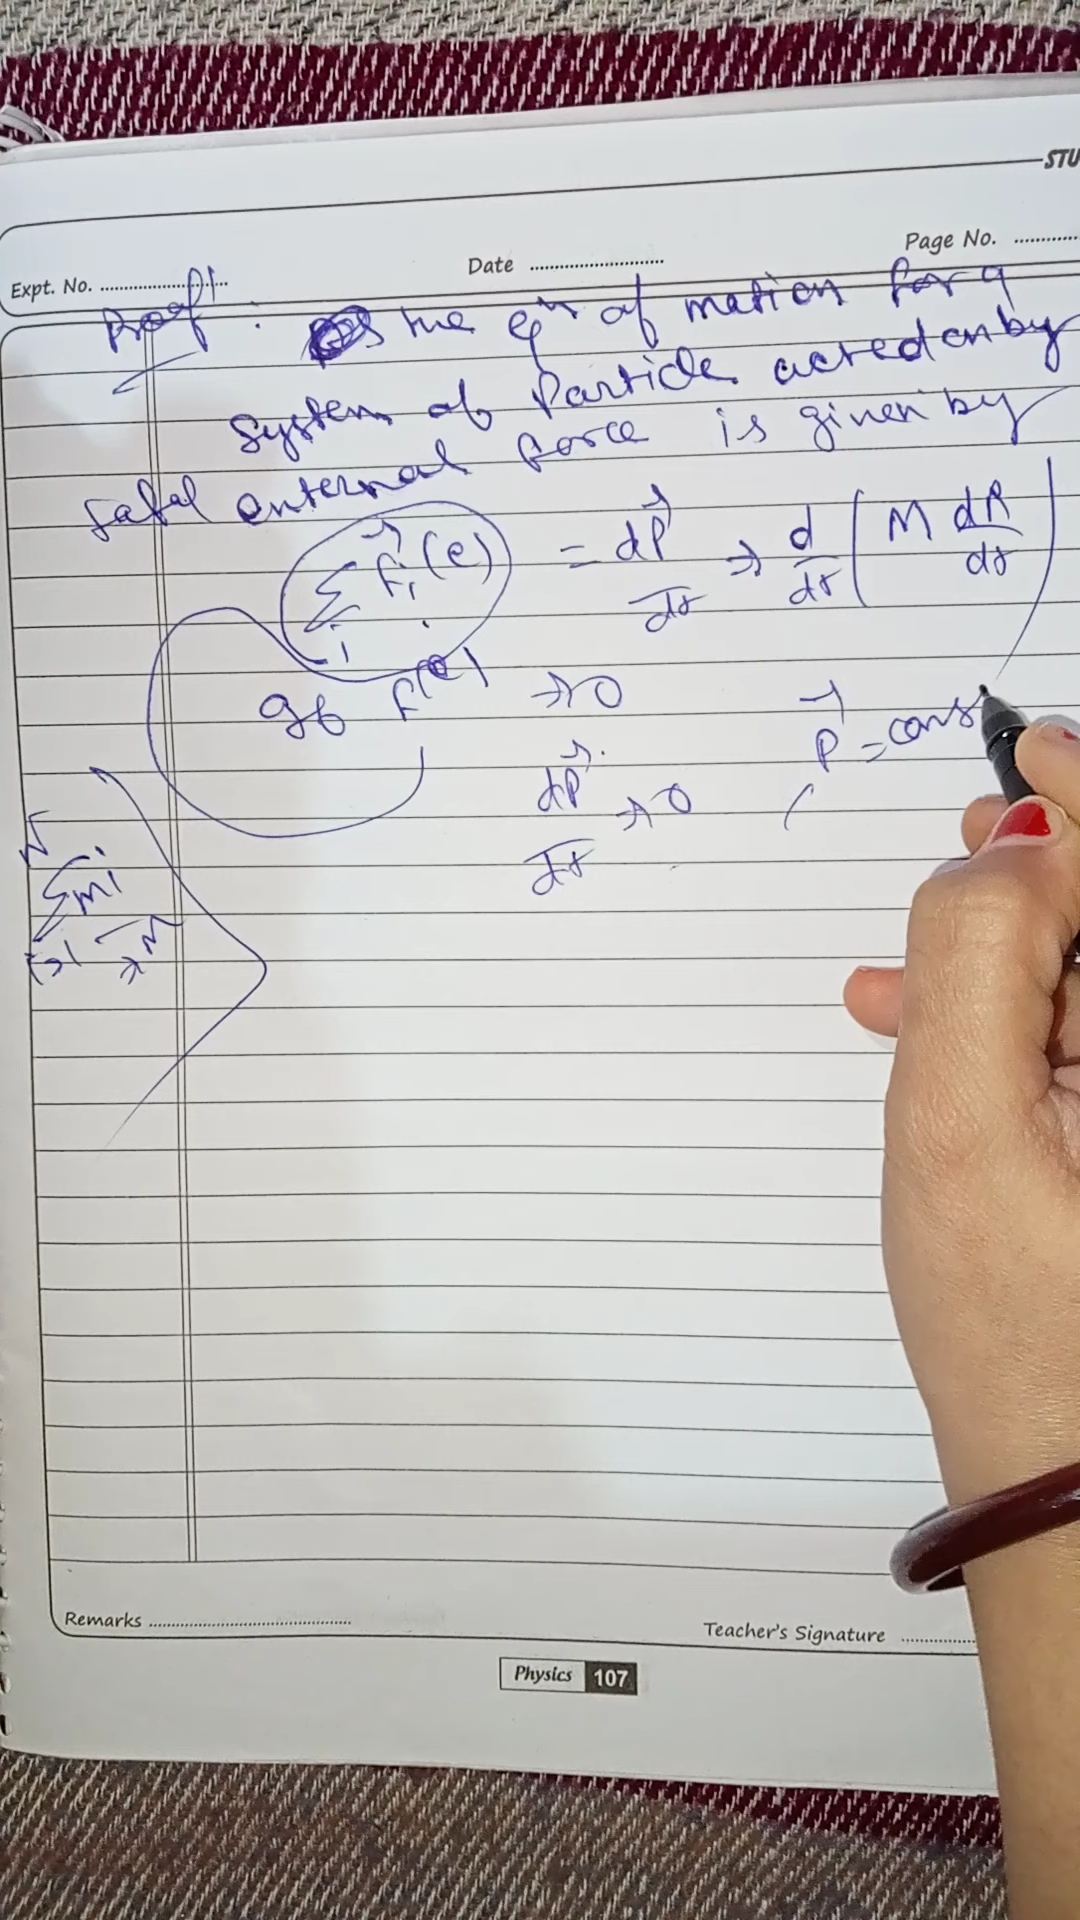 STU
Page No. ............
Date ............................
Expt. No. ..........................
Proof : the eqn of motion for a
system of Particle acted on by
external force is given by
∑i F⃗i(e) = dP⃗/dt ⇒ d/dt ( M dR/dt )
If F(e) → 0
P⃗ = const
dP⃗/dt → 0
N
∑ mi
i=1
Remarks ..........................................
Teacher's Signature ..............
Physics 107